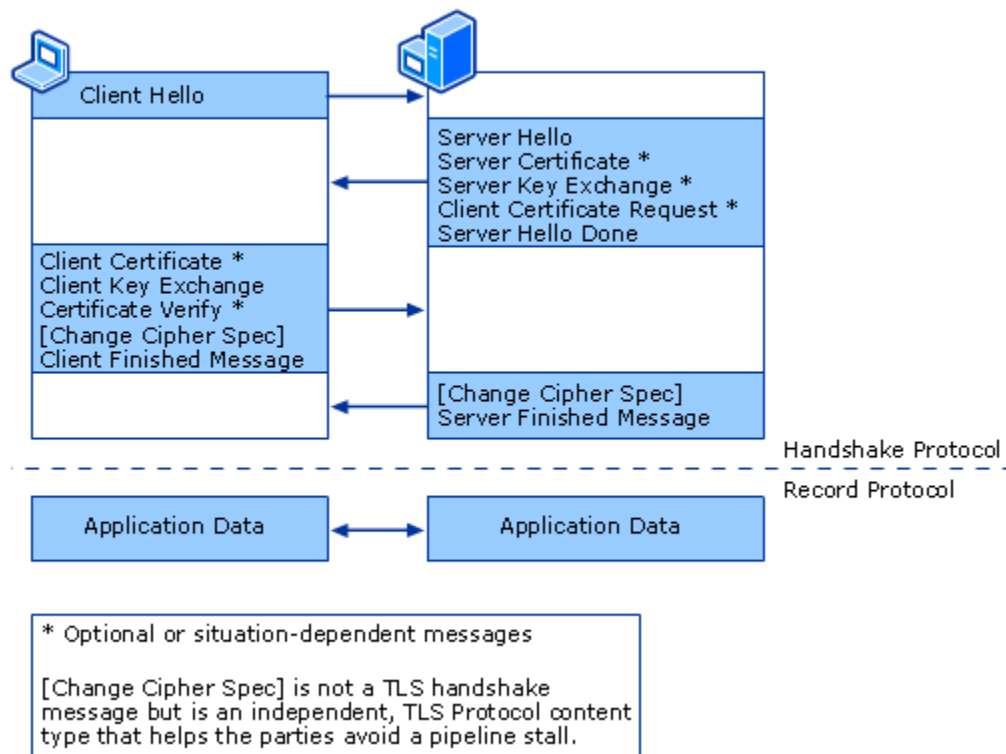 Client Hello
Server Hello
Server Certificate *
Server Key Exchange *
Client Certificate Request *
Server Hello Done
Client Certificate *
Client Key Exchange
Certificate Verify *
[Change Cipher Spec]
Client Finished Message
[Change Cipher Spec]
Server Finished Message
Handshake Protocol
Record Protocol
Application Data
Application Data
* Optional or situation-dependent messages
[Change Cipher Spec] is not a TLS handshake
message but is an independent, TLS Protocol content
type that helps the parties avoid a pipeline stall.